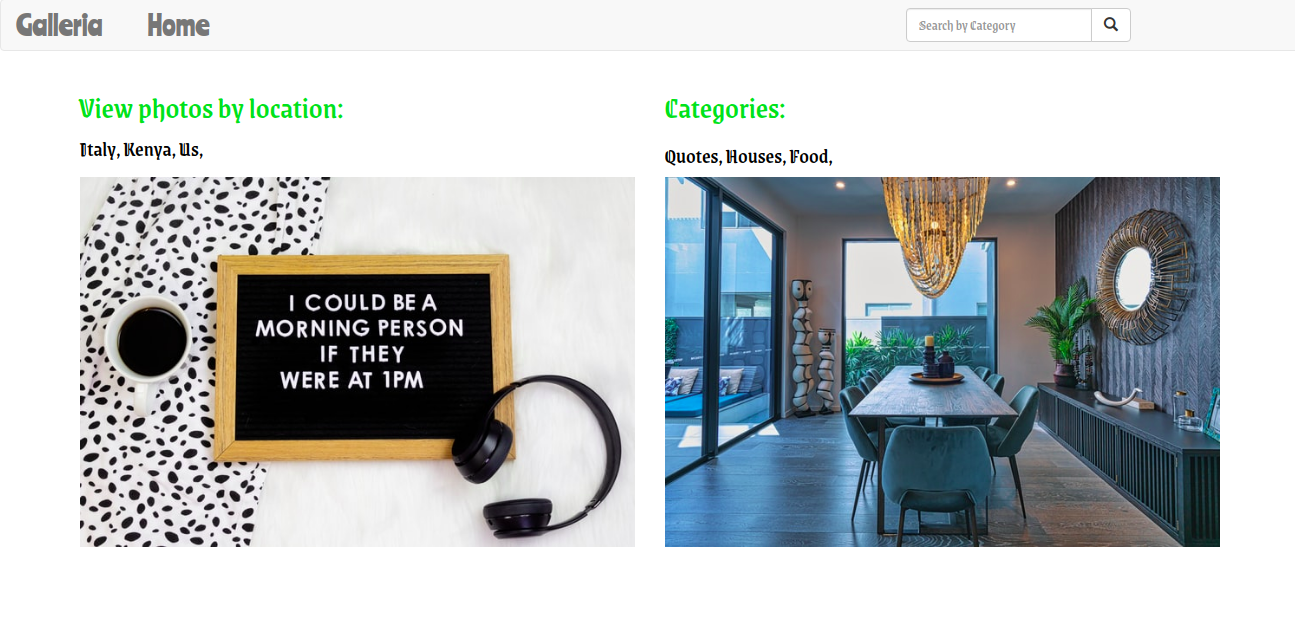 Galleria Home
Search by Category
View photos by location:
Italy, Kenya, Us,
Categories:
Quotes, Houses, Food,
I COULD BE A
MORNING PERSON
IF THEY
WERE AT 1PM